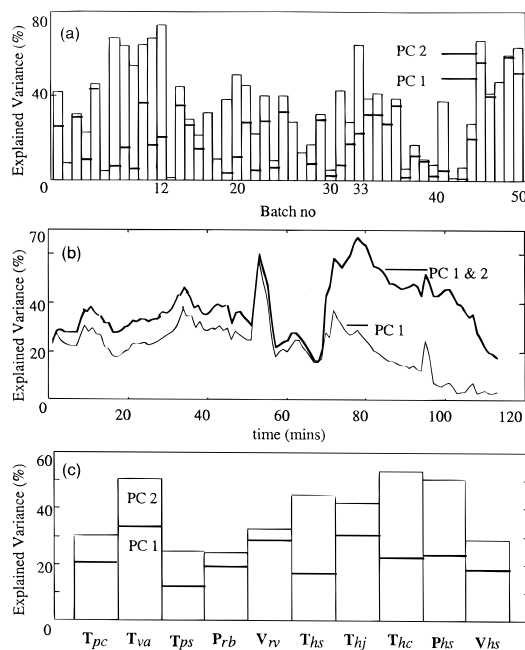 80
(a)
PC 2
PC 1
40
0
Explained Variance (%)
0 12 20 30 33 40 50
Batch no
70
(b)
PC 1 & 2
PC 1
40
20
Explained Variance (%)
0 20 40 60 80 100 120
time (mins)
60
(c)
PC 2
PC 1
40
20
0
Explained Variance (%)
Tpc Tva Tps Prb Vrv Ths Thj Thc Phs Vhs